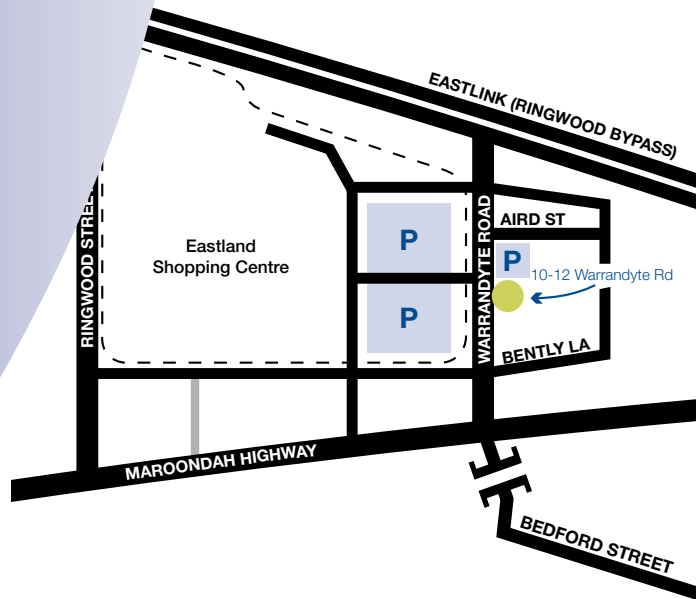 EASTLINK (RINGWOOD BYPASS)
RINGWOOD STREET
Eastland
Shopping Centre
P
P
WARRANDYTE ROAD
AIRD ST
P
10-12 Warrandyte Rd
BENTLY LA
MAROONDAH HIGHWAY
BEDFORD STREET